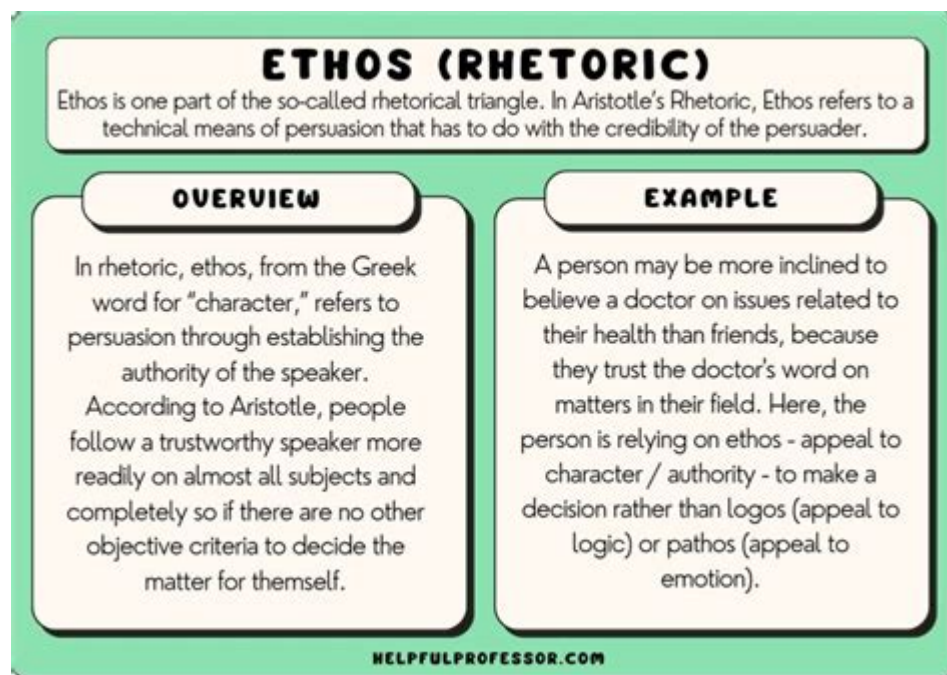 ETHOS (RHETORIC)
Ethos is one part of the so-called rhetorical triangle. In Aristotle's Rhetoric, Ethos refers to a
technical means of persuasion that has to do with the credibility of the persuader.
OVERVIEW
In rhetoric, ethos, from the Greek
word for "character," refers to
persuasion through establishing the
authority of the speaker.
According to Aristotle, people
follow a trustworthy speaker more
readily on almost all subjects and
completely so if there are no other
objective criteria to decide the
matter for themself.
EXAMPLE
A person may be more inclined to
believe a doctor on issues related to
their health than friends, because
they trust the doctor's word on
matters in their field. Here, the
person is relying on ethos - appeal to
character / authority - to make a
decision rather than logos (appeal to
logic) or pathos (appeal to
emotion).
HELPFULPROFESSOR.COM